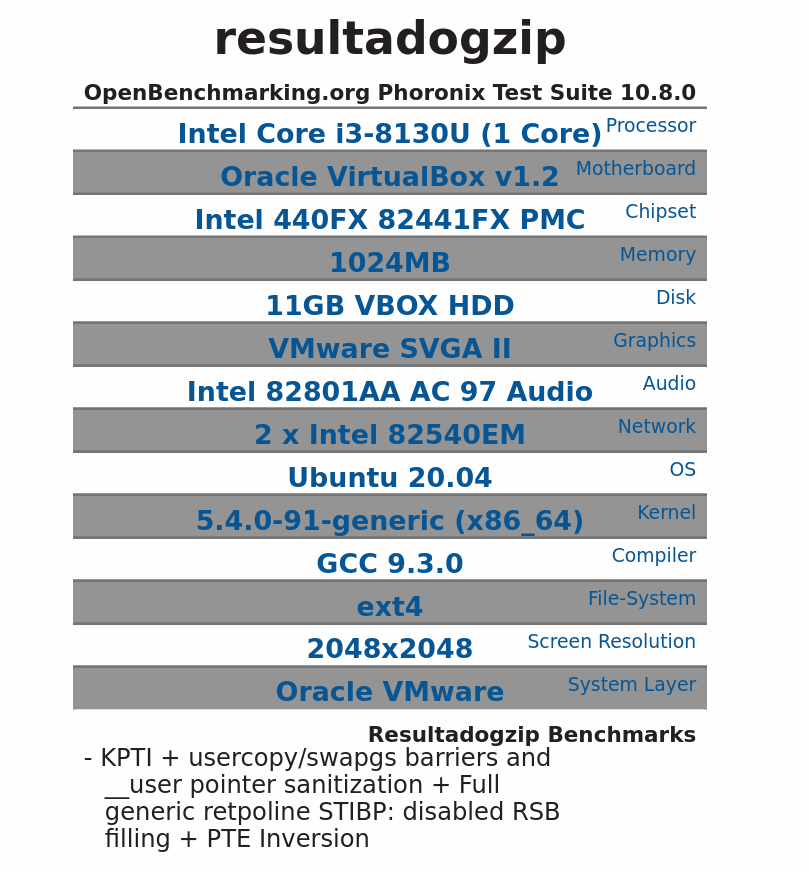 resultadogzip
OpenBenchmarking.org Phoronix Test Suite 10.8.0
Intel Core i3-8130U (1 Core) Processor
Oracle VirtualBox v1.2 Motherboard
Intel 440FX 82441FX PMC Chipset
1024MB Memory
11GB VBOX HDD Disk
VMware SVGA II Graphics
Intel 82801AA AC 97 Audio Audio
2 x Intel 82540EM Network
Ubuntu 20.04 OS
5.4.0-91-generic (x86_64) Kernel
GCC 9.3.0 Compiler
ext4 File-System
2048x2048 Screen Resolution
Oracle VMware System Layer
Resultadogzip Benchmarks
- KPTI + usercopy/swapgs barriers and
__user pointer sanitization + Full
generic retpoline STIBP: disabled RSB
filling + PTE Inversion